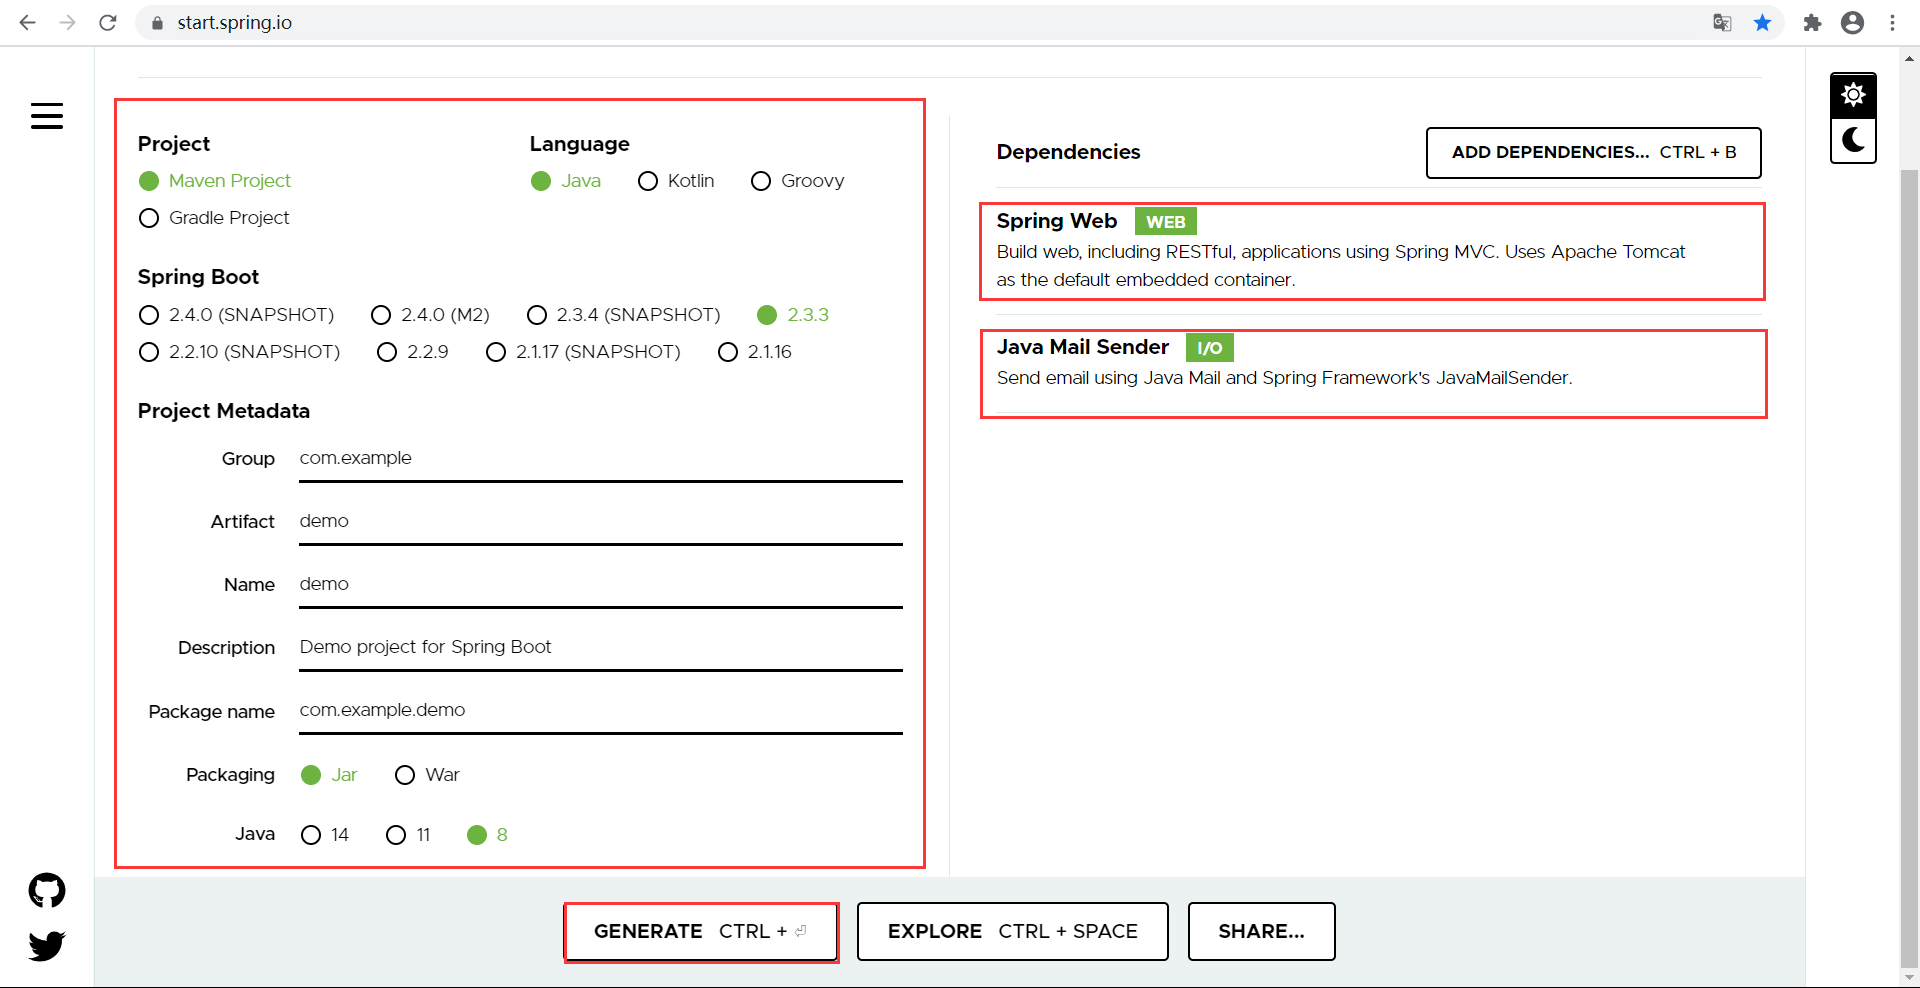 start.spring.io
Project
Maven Project
Gradle Project
Language
Java Kotlin Groovy
Spring Boot
2.4.0 (SNAPSHOT) 2.4.0 (M2) 2.3.4 (SNAPSHOT) 2.3.3
2.2.10 (SNAPSHOT) 2.2.9 2.1.17 (SNAPSHOT) 2.1.16
Project Metadata
Group com.example
Artifact demo
Name demo
Description Demo project for Spring Boot
Package name com.example.demo
Packaging Jar War
Java 14 11 8
Dependencies
ADD DEPENDENCIES... CTRL + B
Spring Web WEB
Build web, including RESTful, applications using Spring MVC. Uses Apache Tomcat
as the default embedded container.
Java Mail Sender I/O
Send email using Java Mail and Spring Framework's JavaMailSender.
GENERATE CTRL + ⏎
EXPLORE CTRL + SPACE
SHARE...